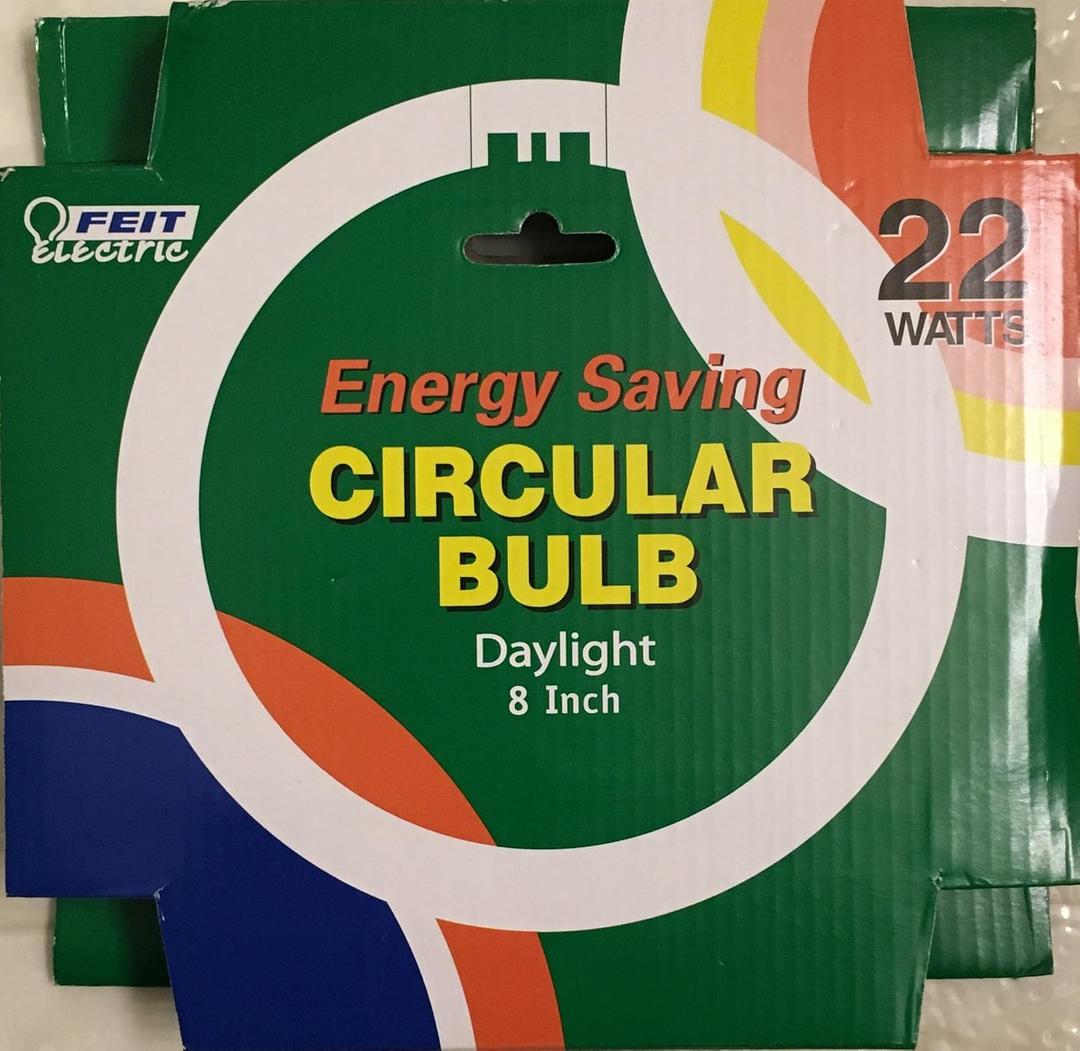 FEIT
electric
22
WATTS
Energy Saving
CIRCULAR
BULB
Daylight
8 Inch